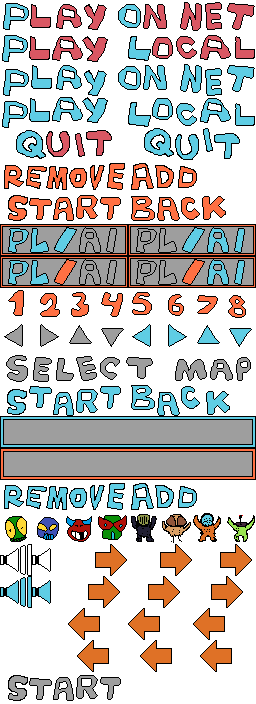 PLAY ON NET
PLAY LOCAL
PLAY ON NET
PLAY LOCAL
QUIT QUIT
REMOVE ADD
START BACK
PL/AI PL/AI
PL/AI PL/AI
1 2 3 4 5 6 7 8
SELECT MAP
START BACK
REMOVE ADD
START